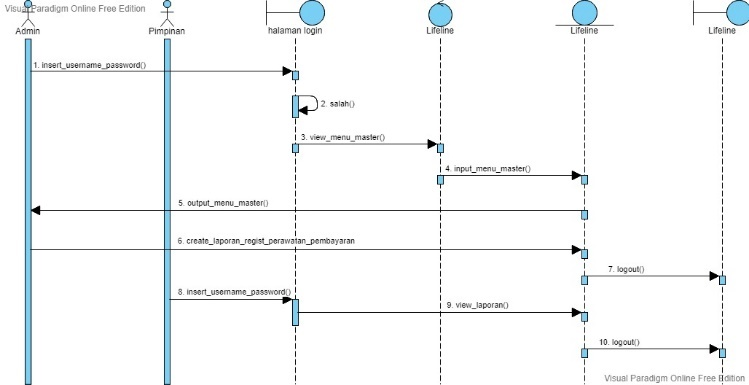 Visual Paradigm Online Free Edition
Admin
Pimpinan
halaman login
Lifeline
Lifeline
Lifeline
1. insert_username_password()
2. salah()
3. view_menu_master()
4. input_menu_master()
5. output_menu_master()
6. create_laporan_regist_perawatan_pembayaran
7. logout()
8. insert_username_password()
9. view_laporan()
10. logout()
Visual Paradigm Online Free Edition